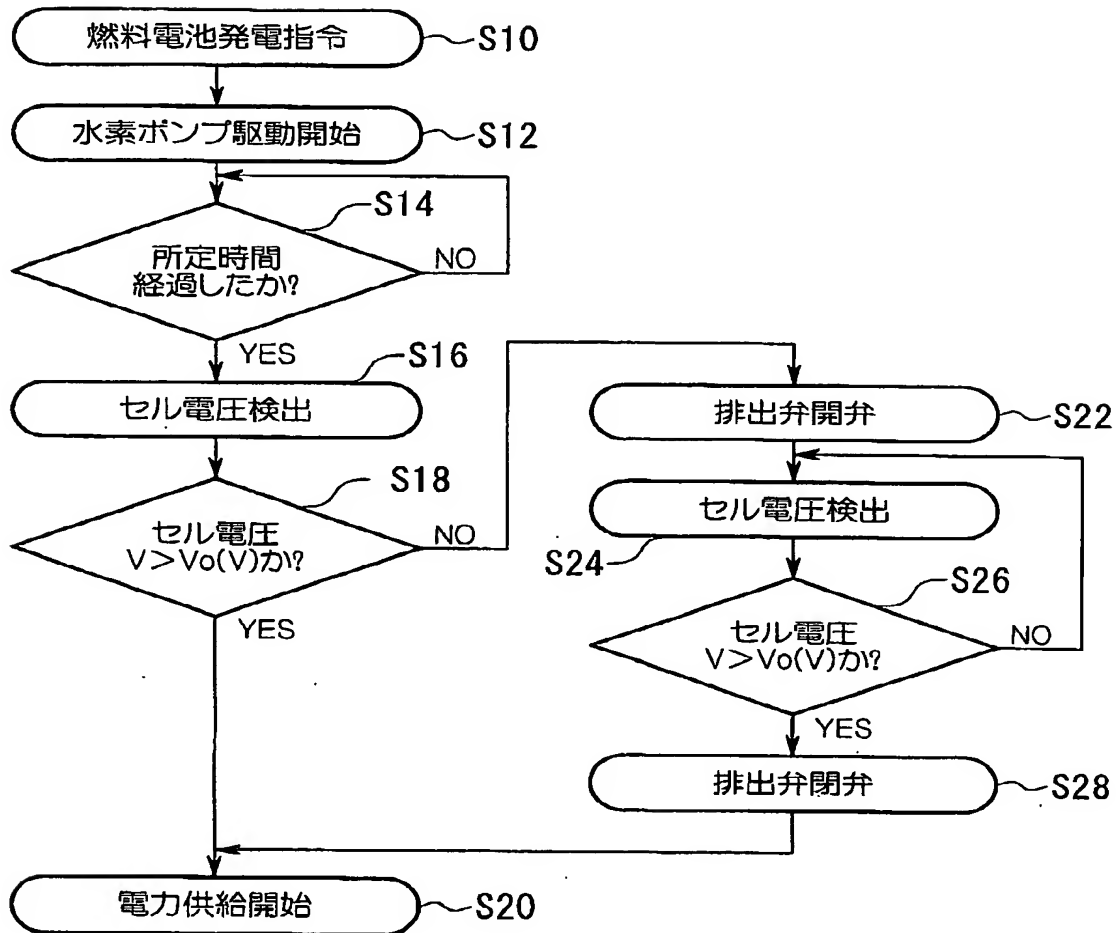 燃料電池発電指令
S10
水素ポンプ駆動開始
S12
S14
所定時間
経過したか?
NO
YES
S16
セル電圧検出
S18
セル電圧
V>Vo(V)か?
NO
YES
排出弁開弁
S22
セル電圧検出
S24
S26
セル電圧
V>Vo(V)か?
NO
YES
排出弁閉弁
S28
電力供給開始
S20